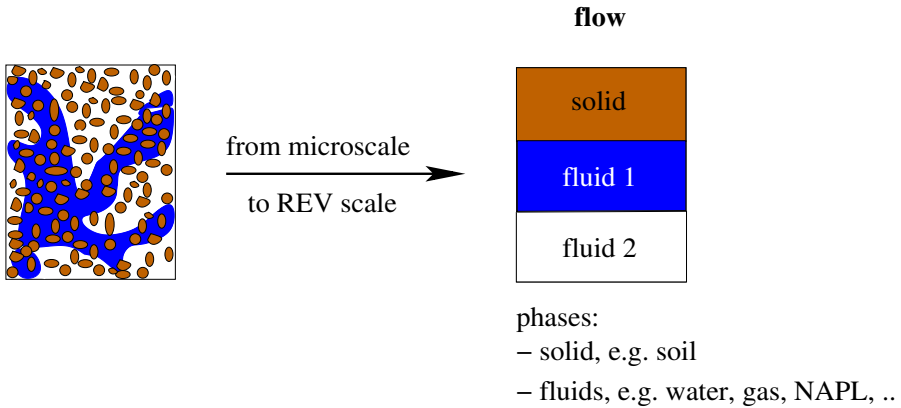 flow
solid
from microscale
fluid 1
to REV scale
fluid 2
phases:
− solid, e.g. soil
− fluids, e.g. water, gas, NAPL, ..